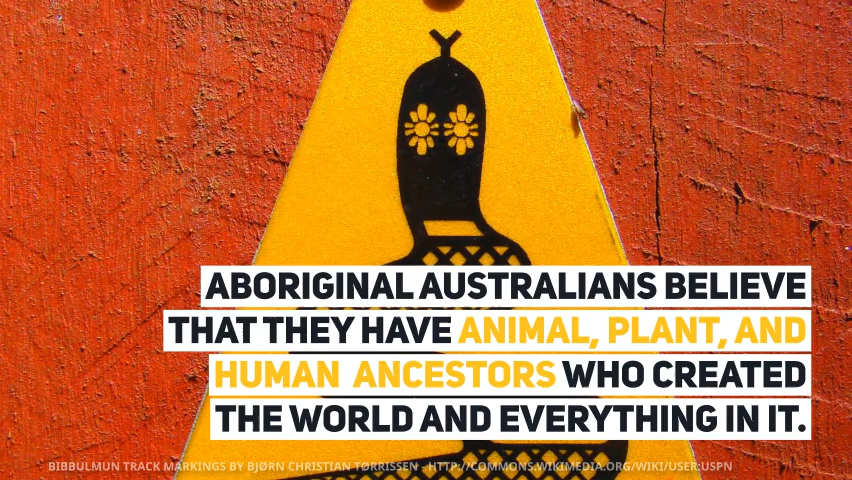 ABORIGINAL AUSTRALIANS BELIEVE
THAT THEY HAVE ANIMAL, PLANT, AND
HUMAN ANCESTORS WHO CREATED
THE WORLD AND EVERYTHING IN IT.
BIBBULMUN TRACK MARKINGS BY BJØRN CHRISTIAN TØRRISSEN - HTTP://COMMONS.WIKIMEDIA.ORG/WIKI/USER:USPN